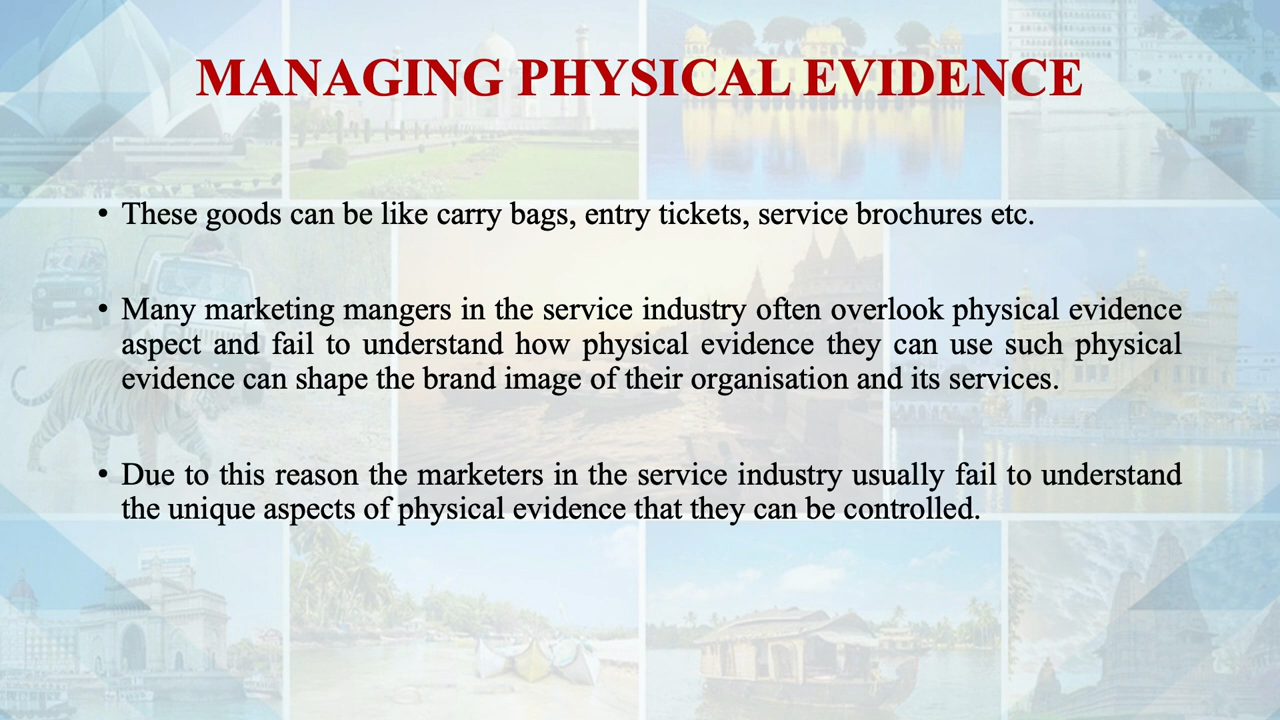 MANAGING PHYSICAL EVIDENCE
• These goods can be like carry bags, entry tickets, service brochures etc.
• Many marketing mangers in the service industry often overlook physical evidence
aspect and fail to understand how physical evidence they can use such physical
evidence can shape the brand image of their organisation and its services.
• Due to this reason the marketers in the service industry usually fail to understand
the unique aspects of physical evidence that they can be controlled.